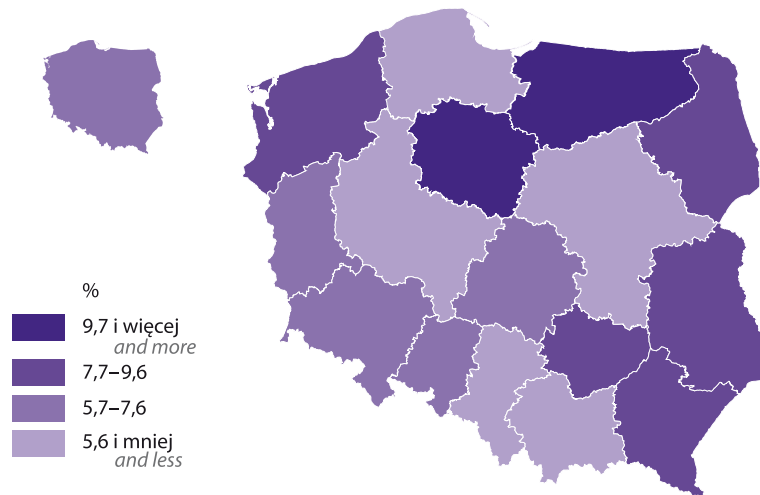 %
9,7 i więcej
and more
7,7–9,6
5,7–7,6
5,6 i mniej
and less